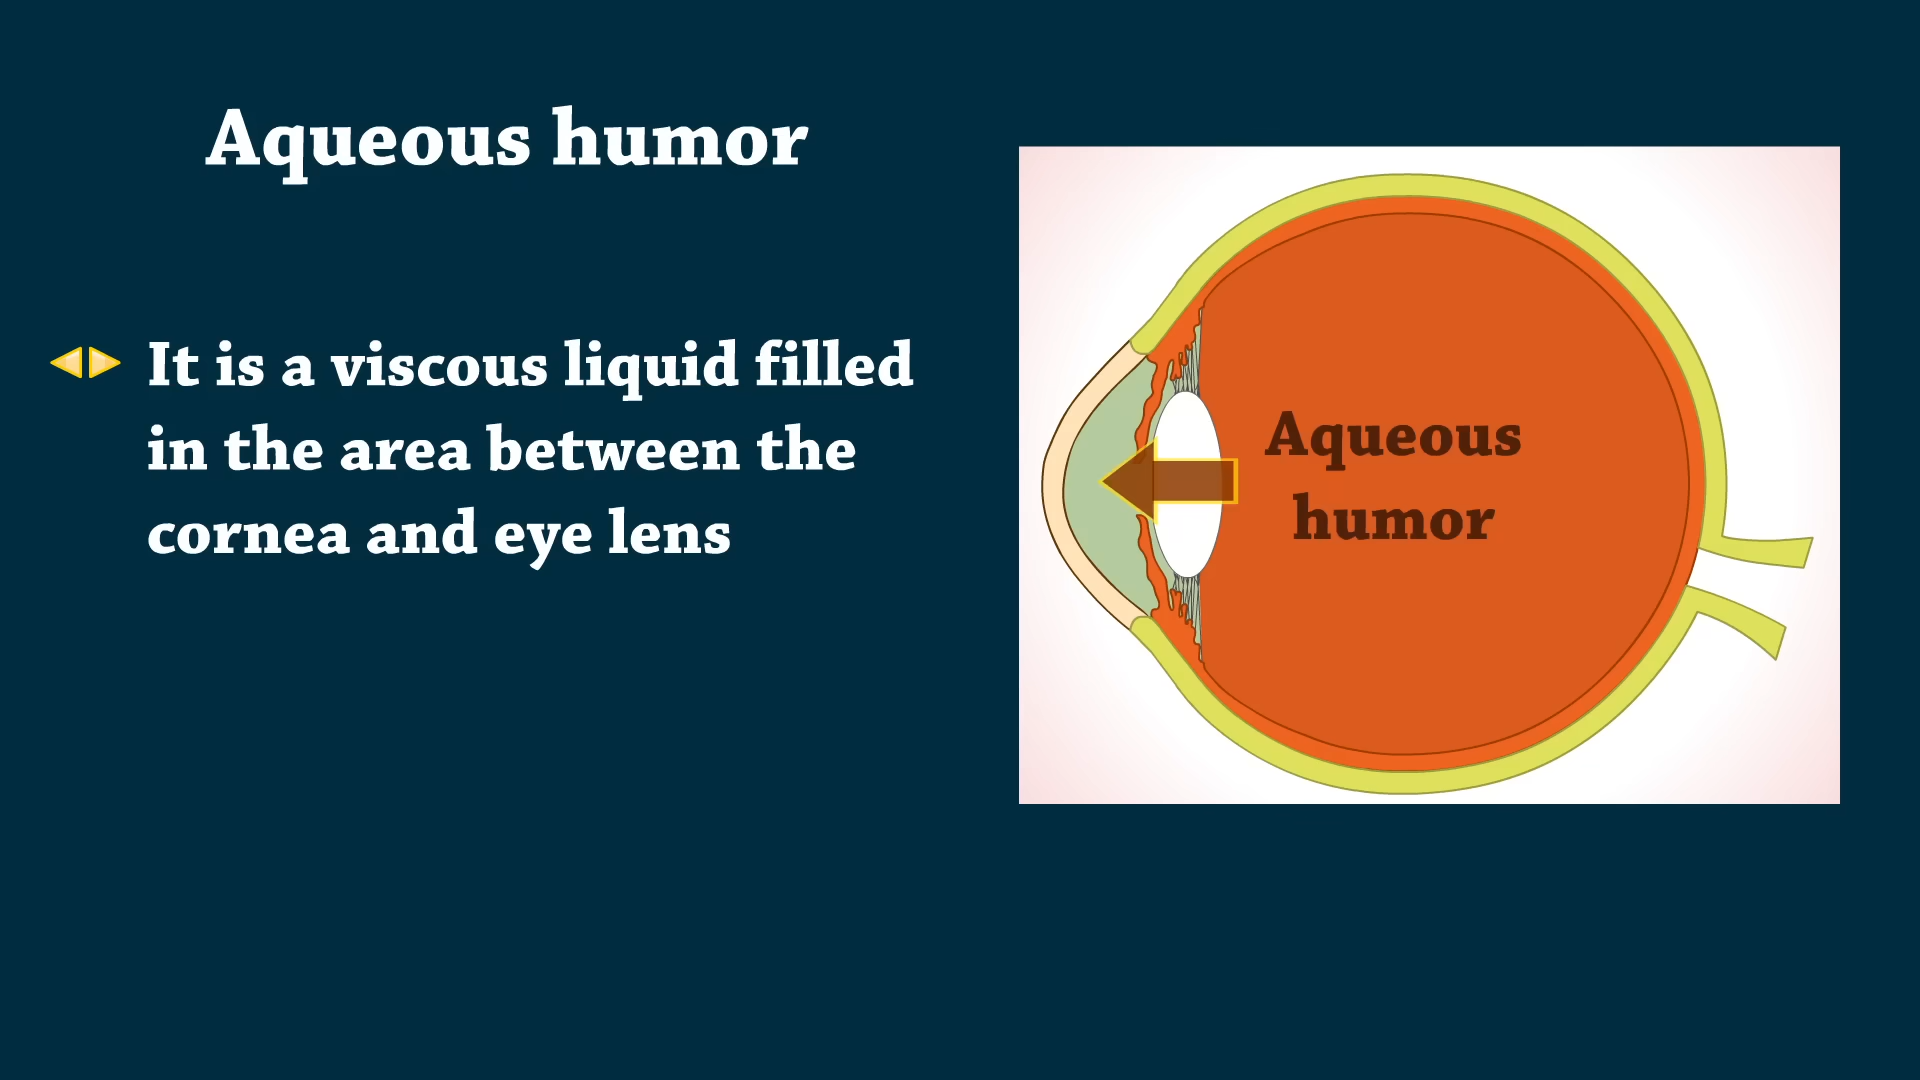 Aqueous humor
It is a viscous liquid filled
in the area between the
cornea and eye lens
Aqueous
humor